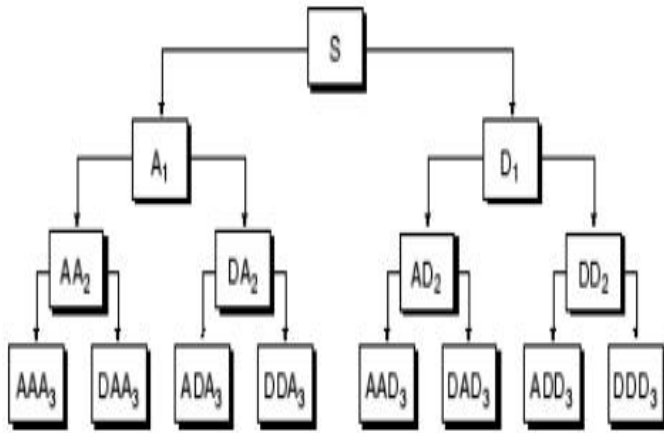 S
A₁ D₁
AA₂ DA₂ AD₂ DD₂
AAA₃ DAA₃ ADA₃ DDA₃ AAD₃ DAD₃ ADD₃ DDD₃